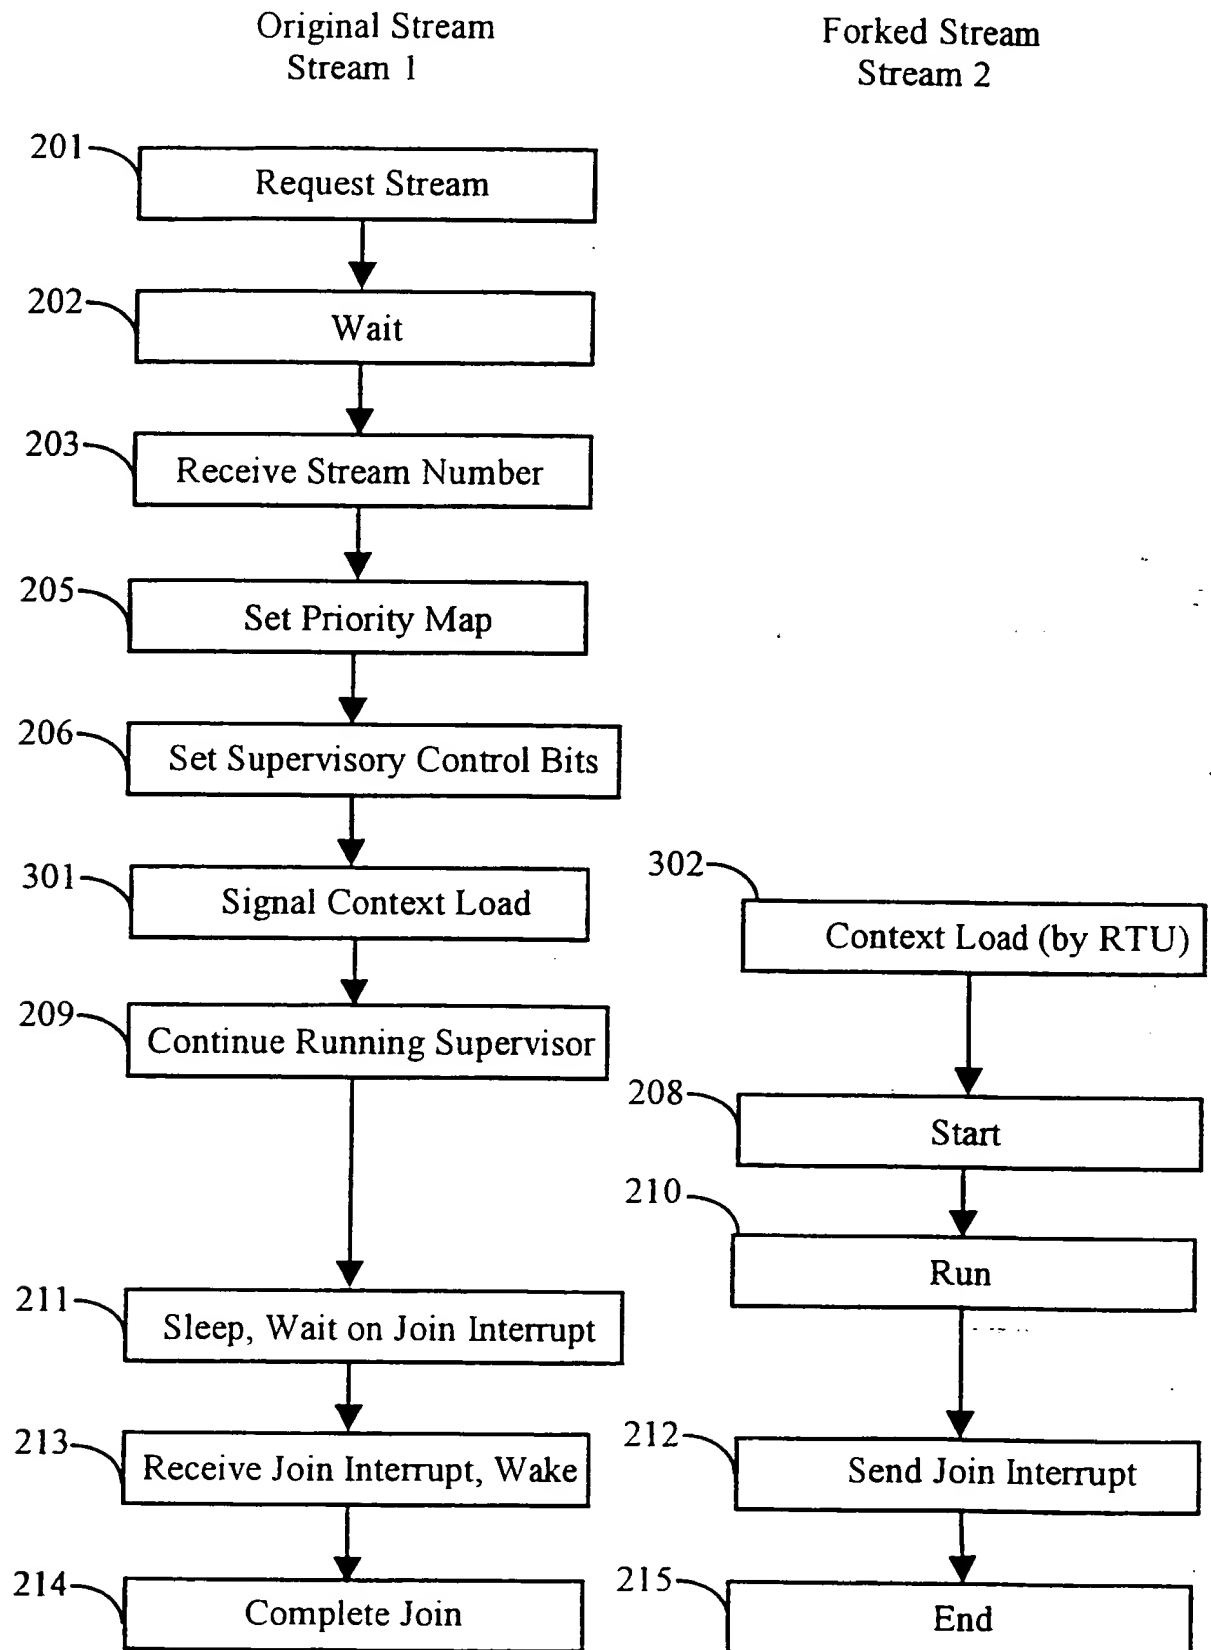 Original Stream
Stream 1
Forked Stream
Stream 2
201
Request Stream
202
Wait
203
Receive Stream Number
205
Set Priority Map
206
Set Supervisory Control Bits
301
Signal Context Load
302
Context Load (by RTU)
209
Continue Running Supervisor
208
Start
210
Run
211
Sleep, Wait on Join Interrupt
213
Receive Join Interrupt, Wake
212
Send Join Interrupt
214
Complete Join
215
End